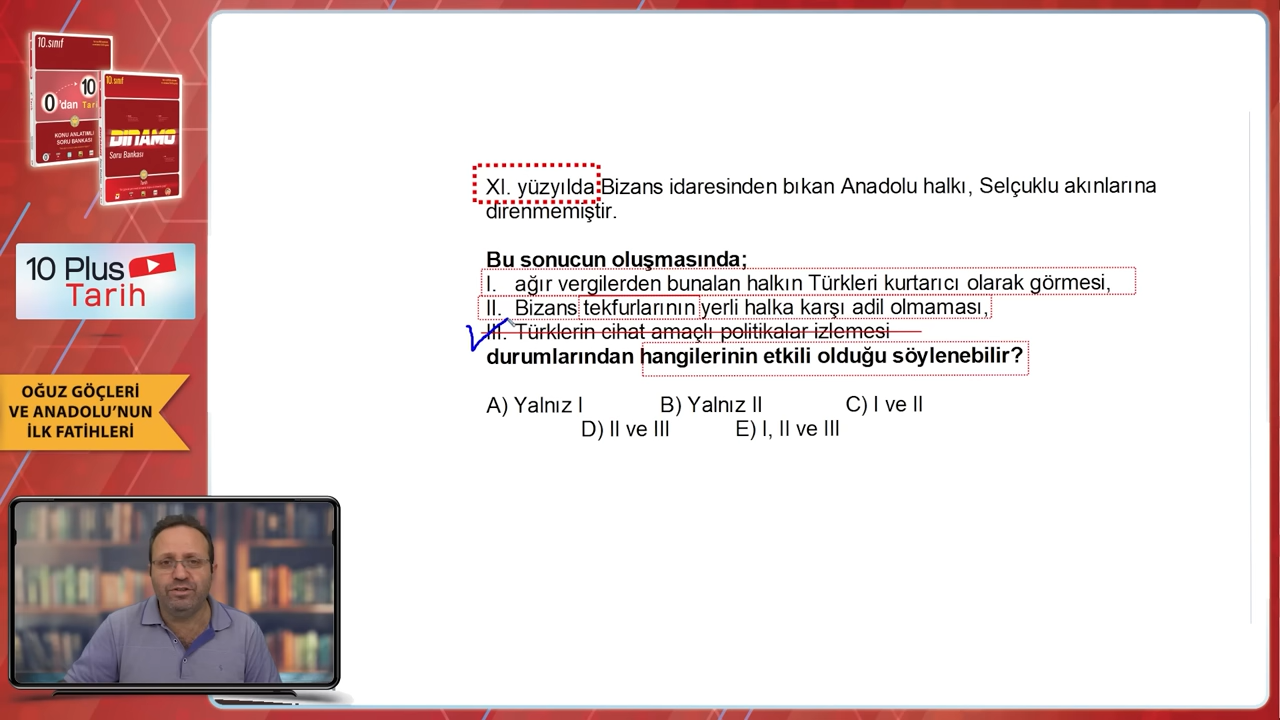 10.sınıf
0'dan 10
Tarih
KONU ANLATIMLI
SORU BANKASI
10.sınıf
DİNAMO
Soru Bankası
10 Plus
Tarih
OĞUZ GÖÇLERİ
VE ANADOLU'NUN
İLK FATİHLERİ
XI. yüzyılda Bizans idaresinden bıkan Anadolu halkı, Selçuklu akınlarına
direnmemiştir.
Bu sonucun oluşmasında;
I. ağır vergilerden bunalan halkın Türkleri kurtarıcı olarak görmesi,
II. Bizans tekfurlarının yerli halka karşı adil olmaması,
III. Türklerin cihat amaçlı politikalar izlemesi
durumlarından hangilerinin etkili olduğu söylenebilir?
A) Yalnız I B) Yalnız II C) I ve II
D) II ve III E) I, II ve III